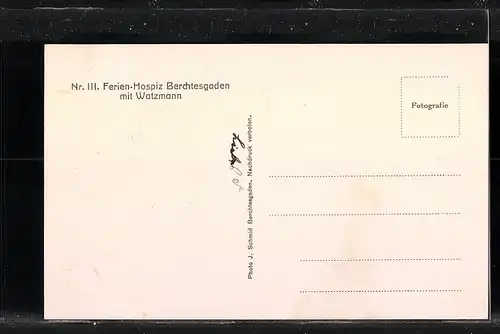 Nr. III. Ferien-Hospiz Berchtesgaden
mit Watzmann
Fotografie
Photo J. Schmid Berchtesgaden. Nachdruck verboten.